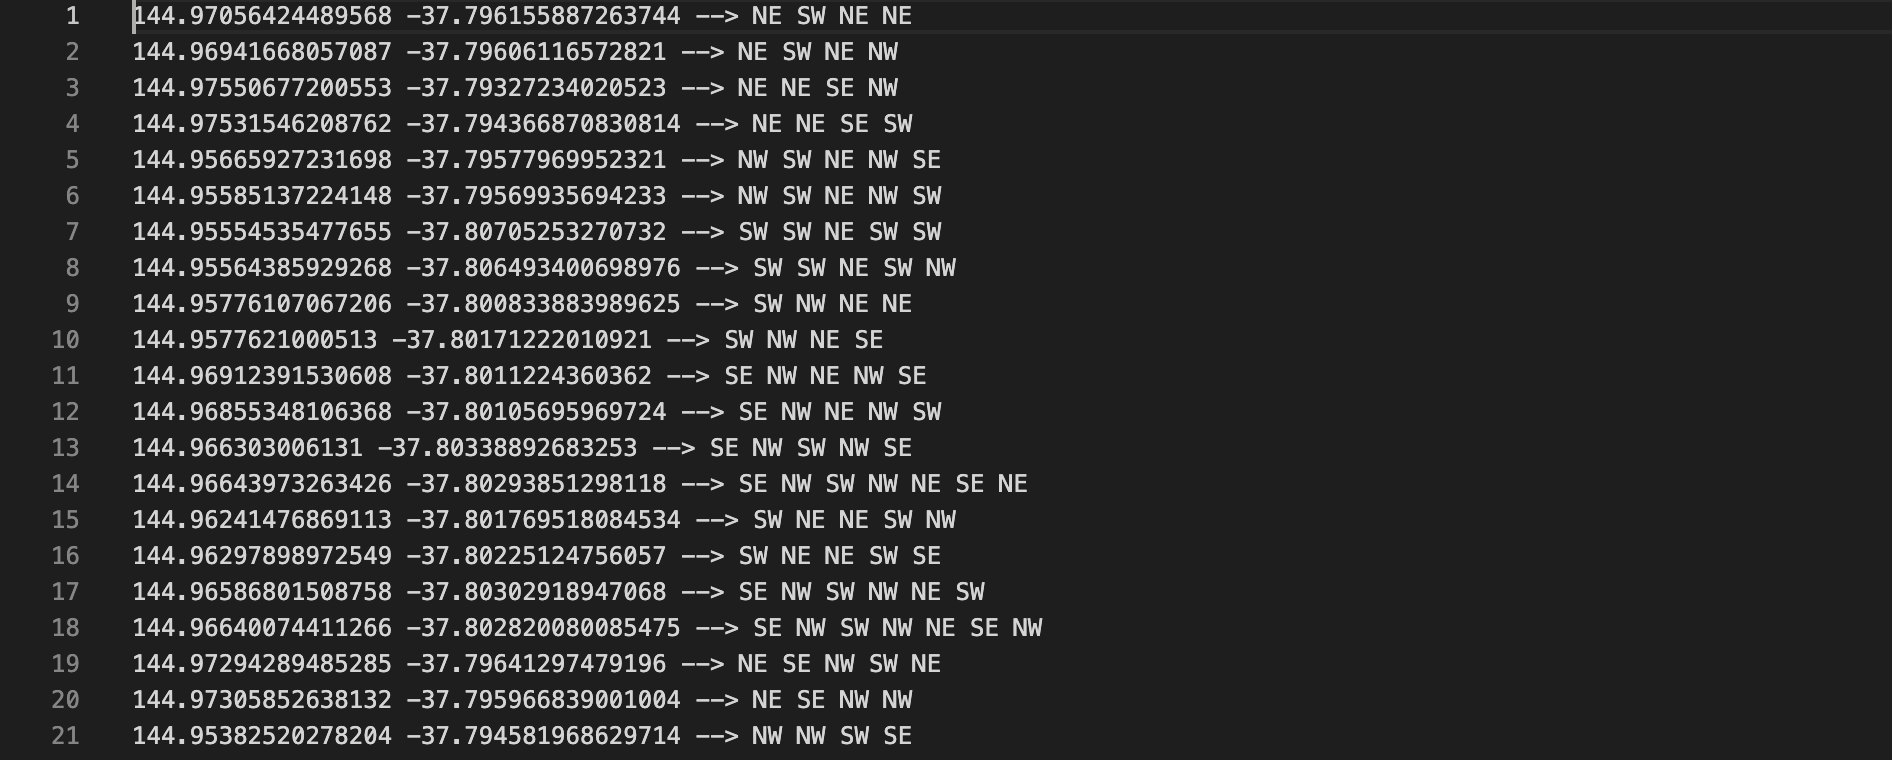 1 144.97056424489568 -37.796155887263744 --> NE SW NE NE
2 144.96941668057087 -37.79606116572821 --> NE SW NE NW
3 144.97550677200553 -37.79327234020523 --> NE NE SE NW
4 144.97531546208762 -37.794366870830814 --> NE NE SE SW
5 144.95665927231698 -37.79577969952321 --> NW SW NE NW SE
6 144.95585137224148 -37.79569935694233 --> NW SW NE NW SW
7 144.95554535477655 -37.80705253270732 --> SW SW NE SW SW
8 144.95564385929268 -37.806493400698976 --> SW SW NE SW NW
9 144.95776107067206 -37.800833883989625 --> SW NW NE NE
10 144.9577621000513 -37.80171222010921 --> SW NW NE SE
11 144.96912391530608 -37.8011224360362 --> SE NW NE NW SE
12 144.96855348106368 -37.80105695969724 --> SE NW NE NW SW
13 144.966303006131 -37.80338892683253 --> SE NW SW NW SE
14 144.96643973263426 -37.80293851298118 --> SE NW SW NW NE SE NE
15 144.96241476869113 -37.801769518084534 --> SW NE NE SW NW
16 144.96297898972549 -37.80225124756057 --> SW NE NE SW SE
17 144.96586801508758 -37.80302918947068 --> SE NW SW NW NE SW
18 144.96640074411266 -37.802820080085475 --> SE NW SW NW NE SE NW
19 144.97294289485285 -37.79641297479196 --> NE SE NW SW NE
20 144.97305852638132 -37.795966839001004 --> NE SE NW NW
21 144.95382520278204 -37.794581968629714 --> NW NW SW SE